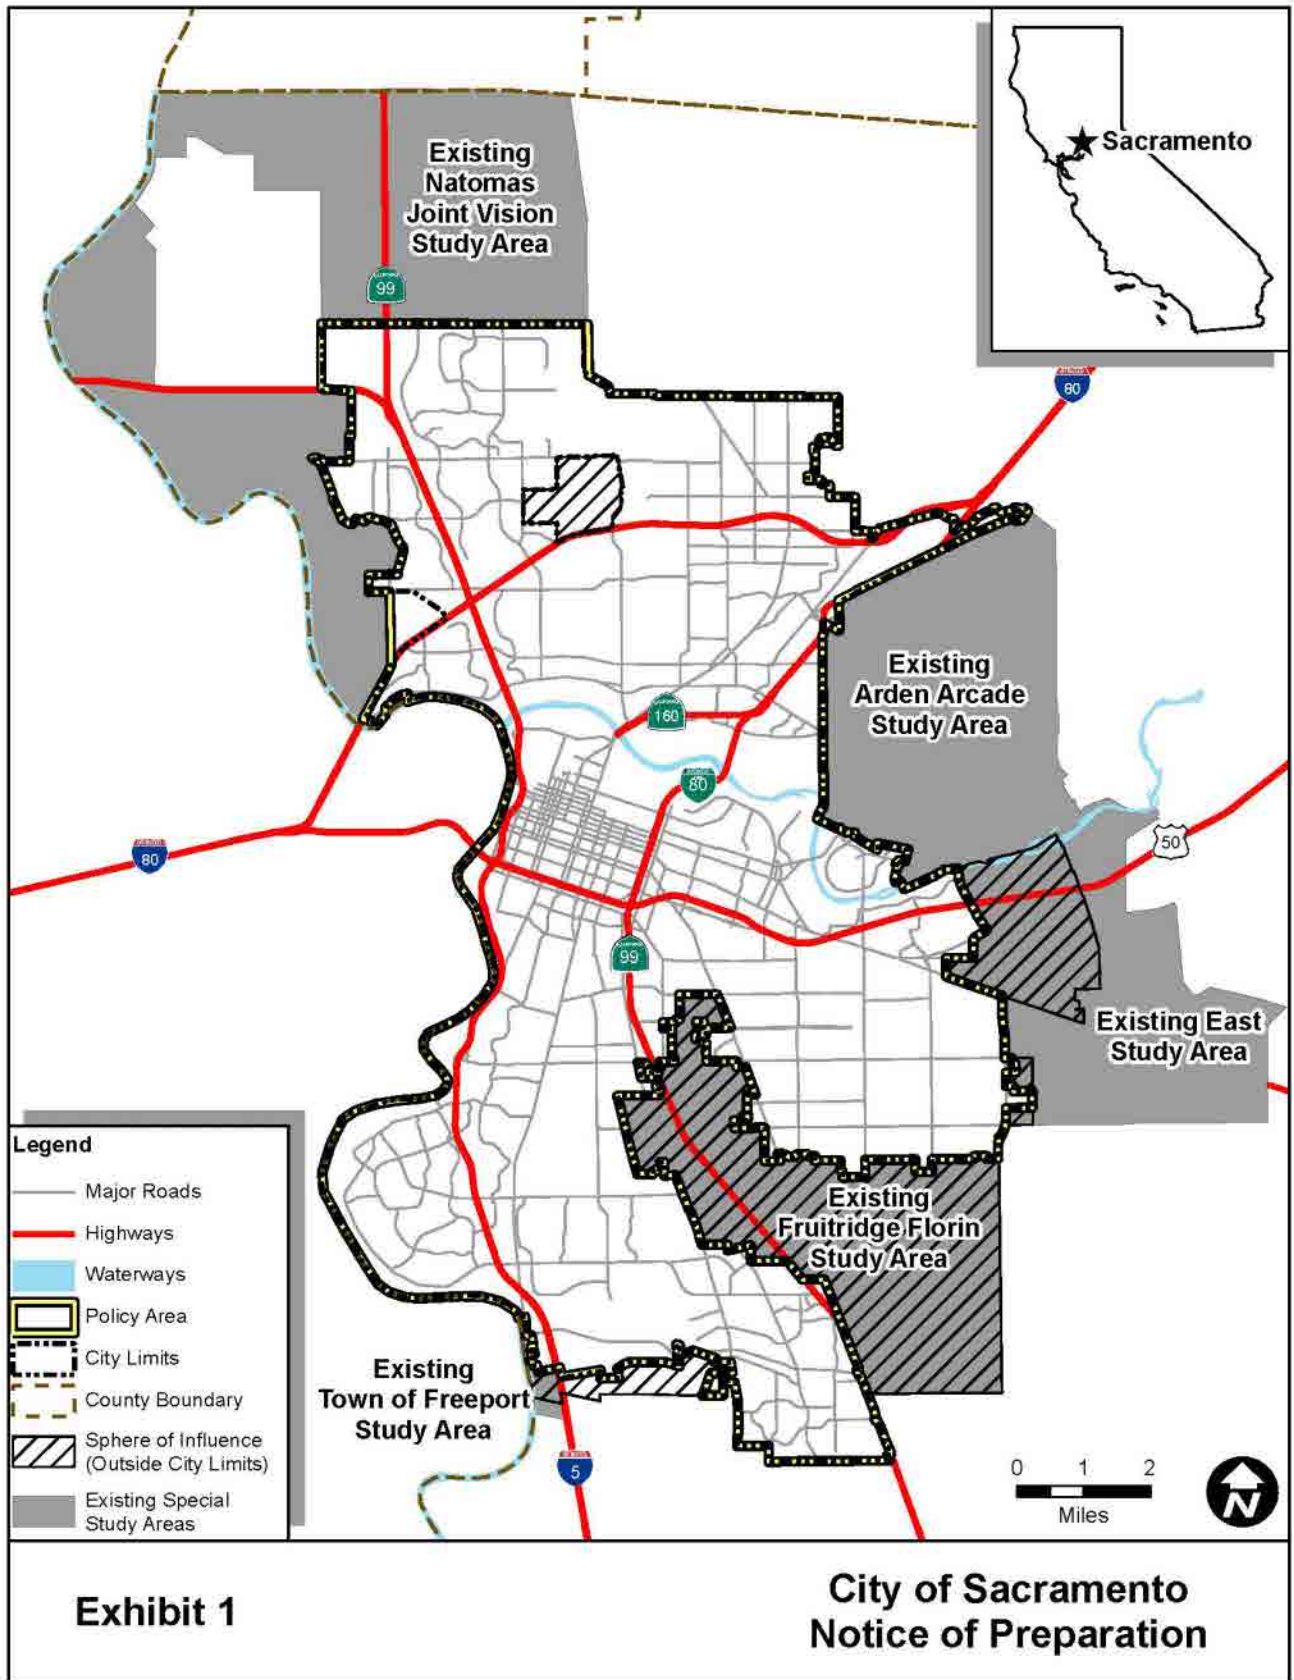 Sacramento
Existing
Natomas
Joint Vision
Study Area
99
80
Existing
Arden Arcade
Study Area
160
80
80
50
99
Existing East
Study Area
Existing
Fruitridge Florin
Study Area
Existing
Town of Freeport
Study Area
5
Legend
Major Roads
Highways
Waterways
Policy Area
City Limits
County Boundary
Sphere of Influence
(Outside City Limits)
Existing Special
Study Areas
0 1 2
Miles
N
Exhibit 1
City of Sacramento
Notice of Preparation